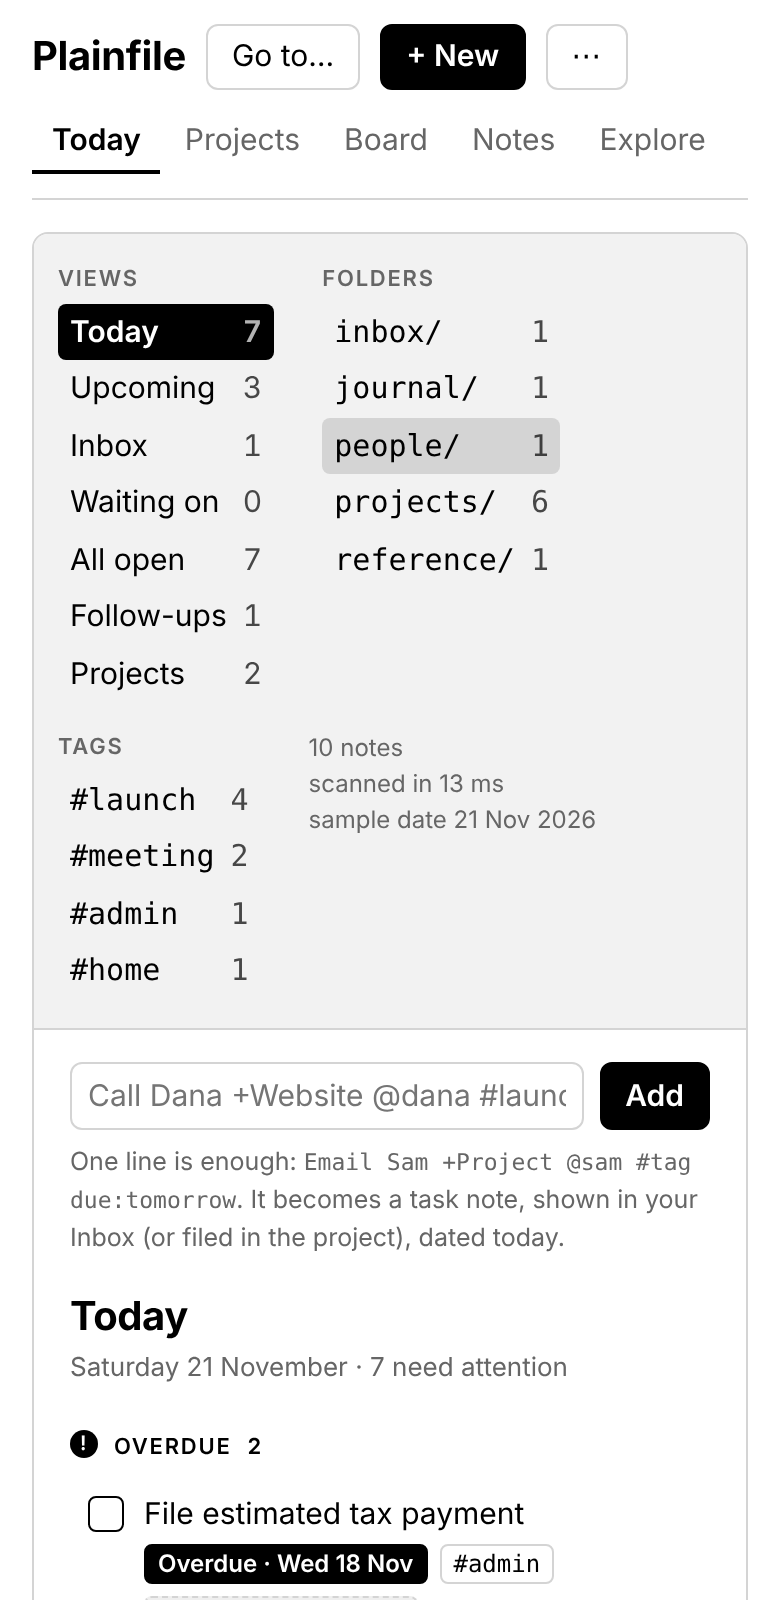 Plainfile Go to... + New ...
Today Projects Board Notes Explore
VIEWS
Today 7
Upcoming 3
Inbox 1
Waiting on 0
All open 7
Follow-ups 1
Projects 2
FOLDERS
inbox/ 1
journal/ 1
people/ 1
projects/ 6
reference/ 1
TAGS
#launch 4
#meeting 2
#admin 1
#home 1
10 notes
scanned in 13 ms
sample date 21 Nov 2026
Call Dana +Website @dana #launc Add
One line is enough: Email Sam +Project @sam #tag
due:tomorrow. It becomes a task note, shown in your
Inbox (or filed in the project), dated today.
Today
Saturday 21 November · 7 need attention
! OVERDUE 2
File estimated tax payment
Overdue · Wed 18 Nov #admin